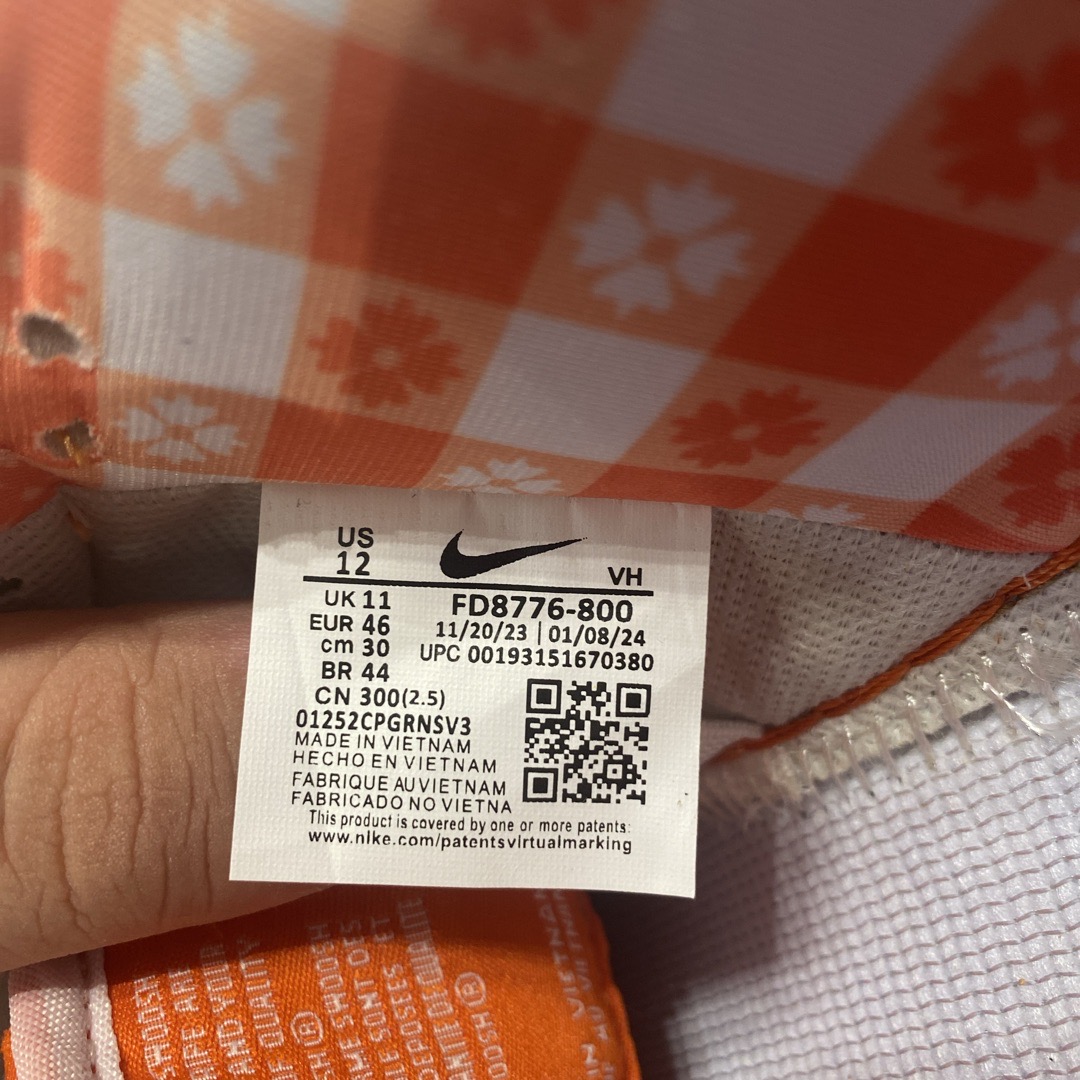 US
12
VH
UK 11
FD8776-800
EUR 46
11/20/23 | 01/08/24
cm 30
UPC 00193151670380
BR 44
CN 300(2.5)
01252CPGRNSV3
MADE IN VIETNAM
HECHO EN VIETNAM
FABRIQUE AU VIETNAM
FABRICADO NO VIETNA
This product is covered by one or more patents:
www.nike.com/patentsvirtualmarking
AND YOUR